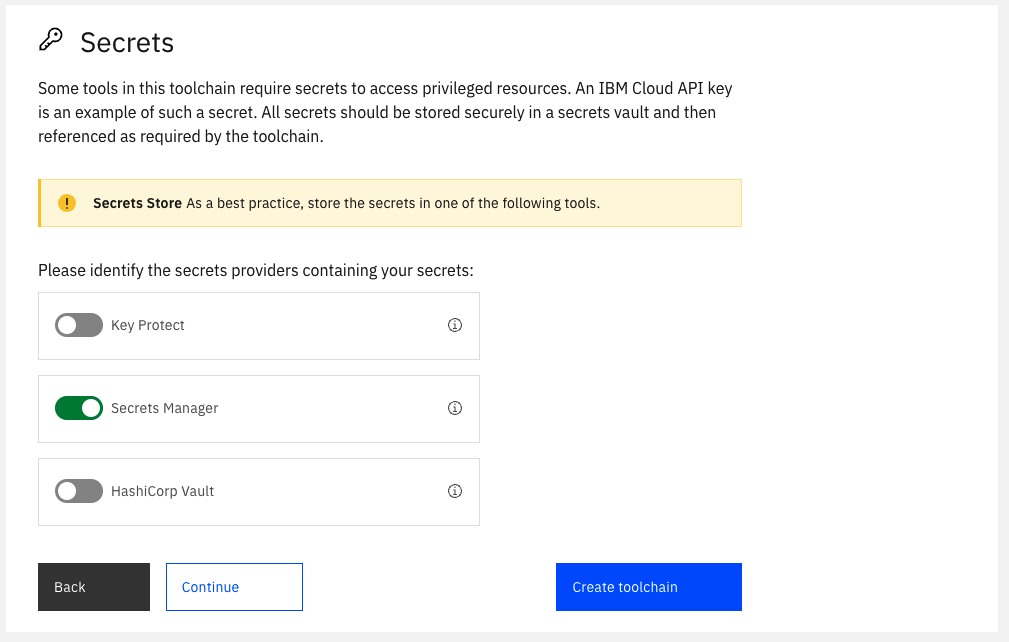 Secrets
Some tools in this toolchain require secrets to access privileged resources. An IBM Cloud API key
is an example of such a secret. All secrets should be stored securely in a secrets vault and then
referenced as required by the toolchain.
Secrets Store As a best practice, store the secrets in one of the following tools.
Please identify the secrets providers containing your secrets:
Key Protect
Secrets Manager
HashiCorp Vault
Back
Continue
Create toolchain